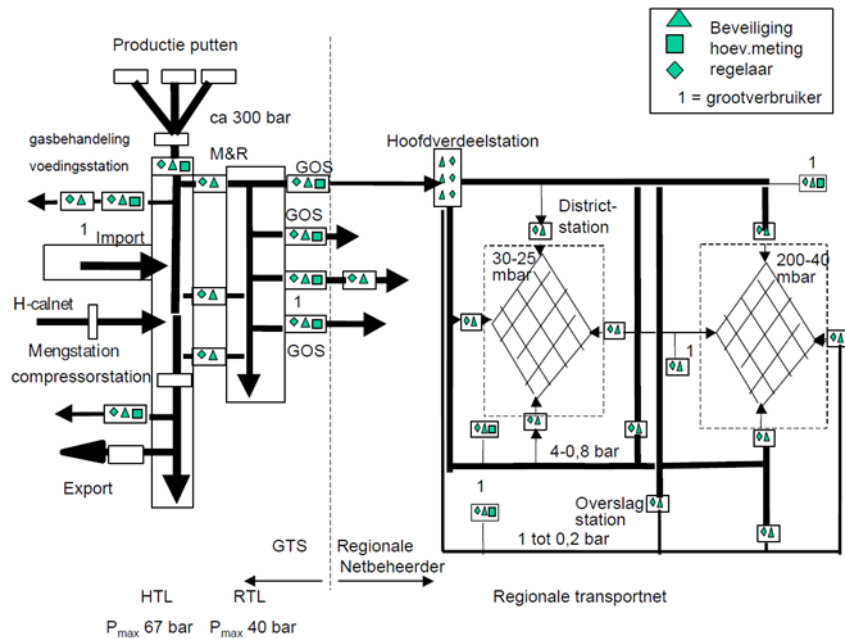 Beveiliging
hoev.meting
regelaar
1 = grootverbruiker
Productie putten
ca 300 bar
gasbehandeling
voedingsstation
M&R
GOS
Hoofdverdeelstation
1
GOS
District-
station
1
Import
30-25
mbar
200-40
mbar
H-calnet
1
Mengstation
GOS
compressorstation
1
4-0,8 bar
Export
1
Overslag
station
1 tot 0,2 bar
GTS
Regionale
Netbeheerder
HTL
RTL
Regionale transportnet
Pmax 67 bar
Pmax 40 bar